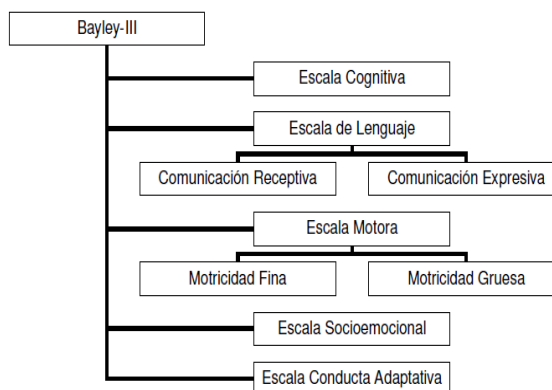 Bayley-III
Escala Cognitiva
Escala de Lenguaje
Comunicación Receptiva
Comunicación Expresiva
Escala Motora
Motricidad Fina
Motricidad Gruesa
Escala Socioemocional
Escala Conducta Adaptativa